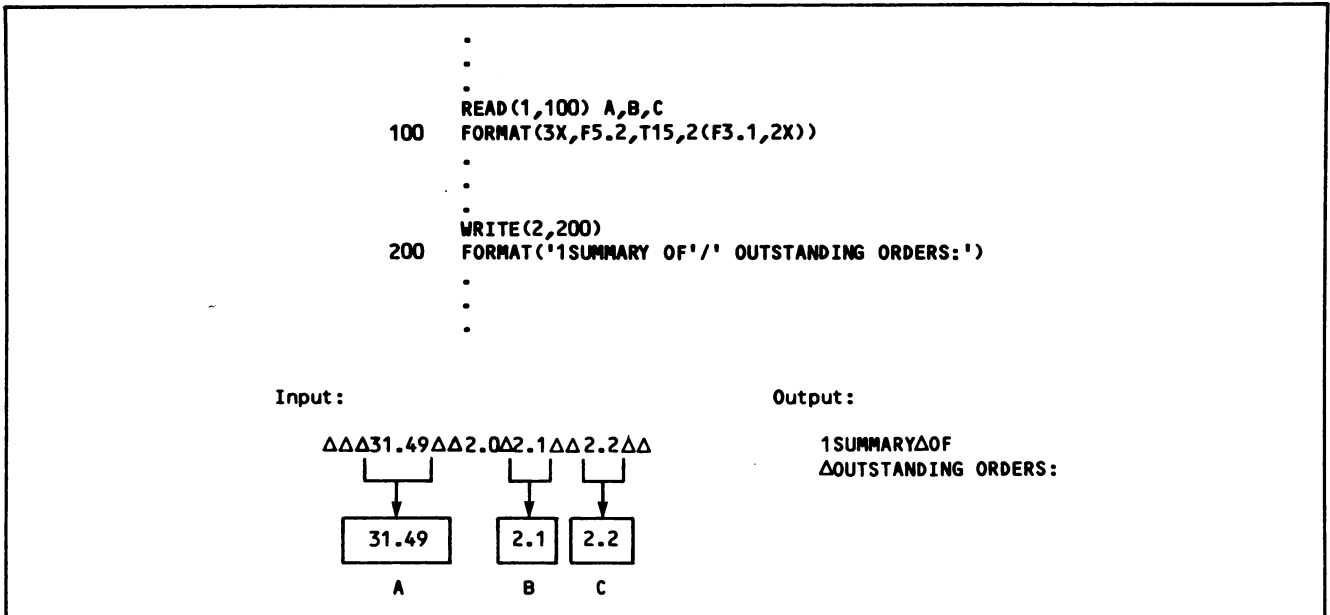 .
.
.
READ(1,100) A,B,C
100 FORMAT(3X,F5.2,T15,2(F3.1,2X))
.
.
.
WRITE(2,200)
200 FORMAT('1SUMMARY OF'/' OUTSTANDING ORDERS:')
.
.
.
Input: Output:
ΔΔΔ31.49ΔΔ2.0Δ2.1ΔΔ2.2ΔΔ 1SUMMARYΔOF
ΔOUTSTANDING ORDERS:
31.49 2.1 2.2
A B C